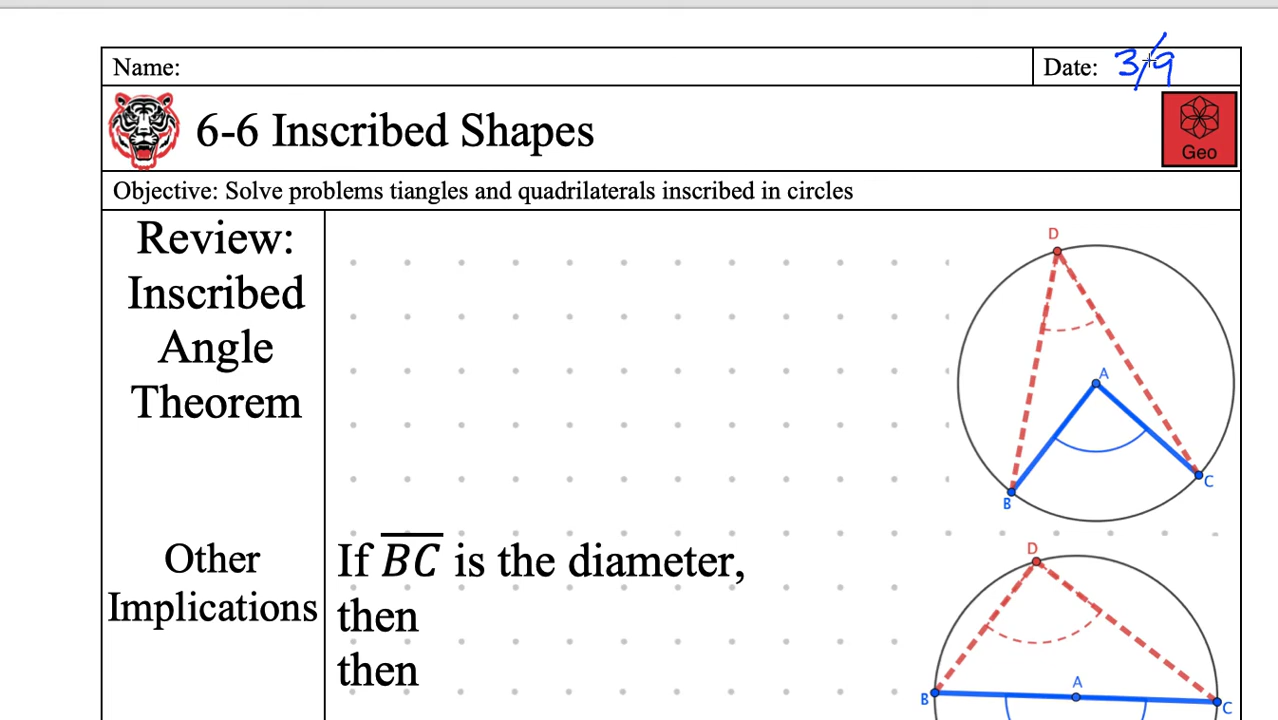 Name:
Date: 3/9
6-6 Inscribed Shapes
Geo
Objective: Solve problems tiangles and quadrilaterals inscribed in circles
Review:
Inscribed
Angle
Theorem
D
A
B
C
Other
Implications
If BC is the diameter,
then
then
D
A
B
C